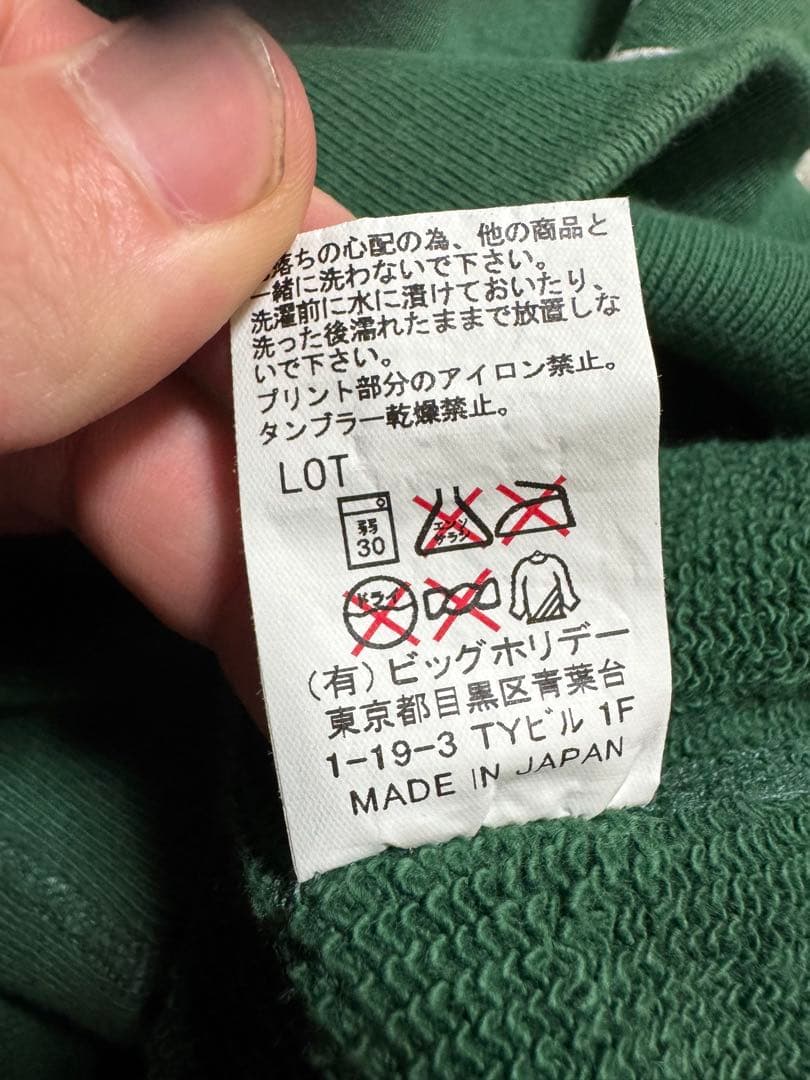 落ちの心配の為、他の商品と
一緒に洗わないで下さい。
洗濯前に水に漬けておいたり、
洗った後濡れたままで放置しな
いで下さい。
プリント部分のアイロン禁止。
タンブラー乾燥禁止。
LOT
弱
30
エンソ
サラシ
ドライ
(有)ビッグホリデー
東京都目黒区青葉台
1-19-3 TYビル 1F
MADE IN JAPAN